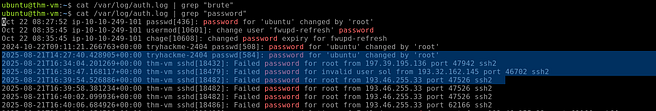 ubuntu@thm-vm:~$ cat /var/log/auth.log | grep "brute"
ubuntu@thm-vm:~$ cat /var/log/auth.log | grep "password"
Oct 22 08:27:52 ip-10-10-249-101 passwd[436]: password for 'ubuntu' changed by 'root'
Oct 22 08:35:45 ip-10-10-249-101 usermod[10601]: change user 'fwupd-refresh' password
Oct 22 08:35:45 ip-10-10-249-101 chage[10608]: changed password expiry for fwupd-refresh
2024-10-22T09:11:21.266763+00:00 tryhackme-2404 passwd[508]: password for 'ubuntu' changed by 'root'
2025-08-21T14:27:40.428905+00:00 tryhackme-2404 passwd[584]: password for 'ubuntu' changed by 'root'
2025-08-21T16:34:04.201269+00:00 thm-vm sshd[18432]: Failed password for root from 197.39.195.136 port 47942 ssh2
2025-08-21T16:38:47.168117+00:00 thm-vm sshd[18479]: Failed password for invalid user sol from 193.32.162.145 port 46702 ssh2
2025-08-21T16:39:54.526886+00:00 thm-vm sshd[18482]: Failed password for root from 193.46.255.33 port 47526 ssh2
2025-08-21T16:39:58.381234+00:00 thm-vm sshd[18482]: Failed password for root from 193.46.255.33 port 47526 ssh2
2025-08-21T16:40:02.099936+00:00 thm-vm sshd[18482]: Failed password for root from 193.46.255.33 port 47526 ssh2
2025-08-21T16:40:06.684926+00:00 thm-vm sshd[18486]: Failed password for root from 193.46.255.33 port 62166 ssh2